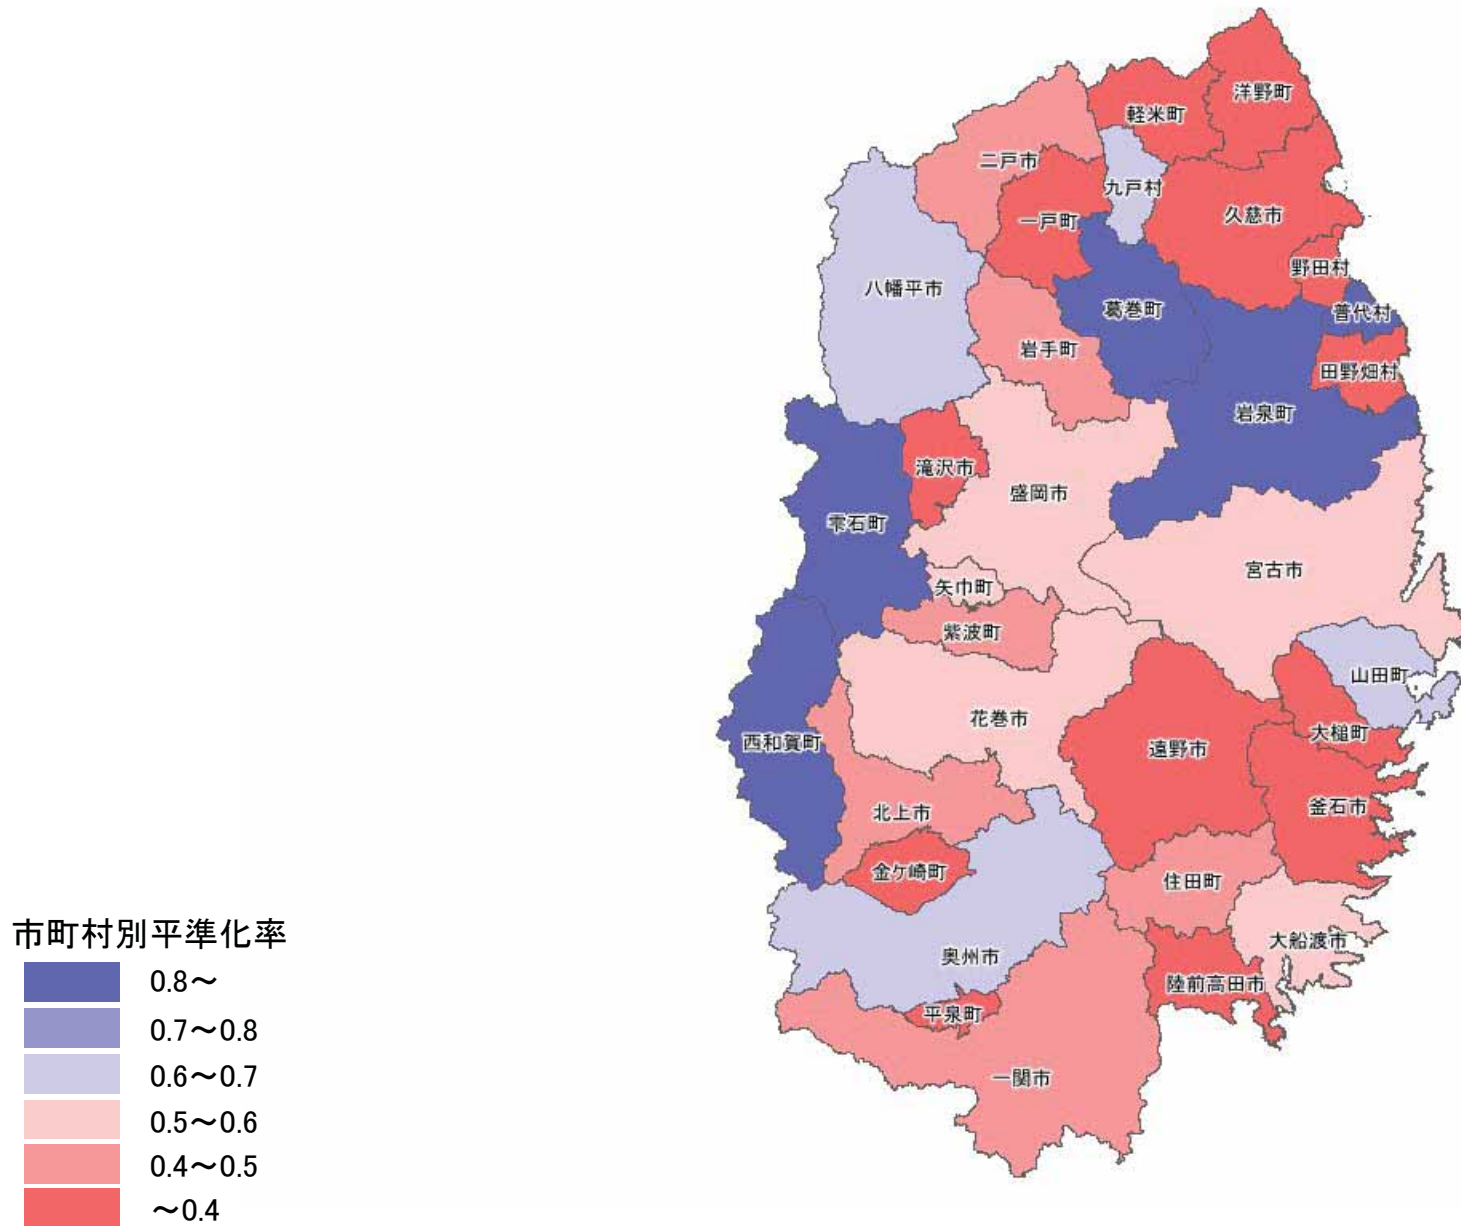 洋野町
軽米町
二戸市
九戸村
一戸町
久慈市
野田村
八幡平市
葛巻町
普代村
岩手町
田野畑村
岩泉町
滝沢市
盛岡市
雫石町
宮古市
矢巾町
紫波町
山田町
花巻市
大槌町
西和賀町
遠野市
釜石市
北上市
金ケ崎町
住田町
大船渡市
奥州市
陸前高田市
平泉町
一関市
市町村別平準化率
0.8～
0.7～0.8
0.6～0.7
0.5～0.6
0.4～0.5
～0.4